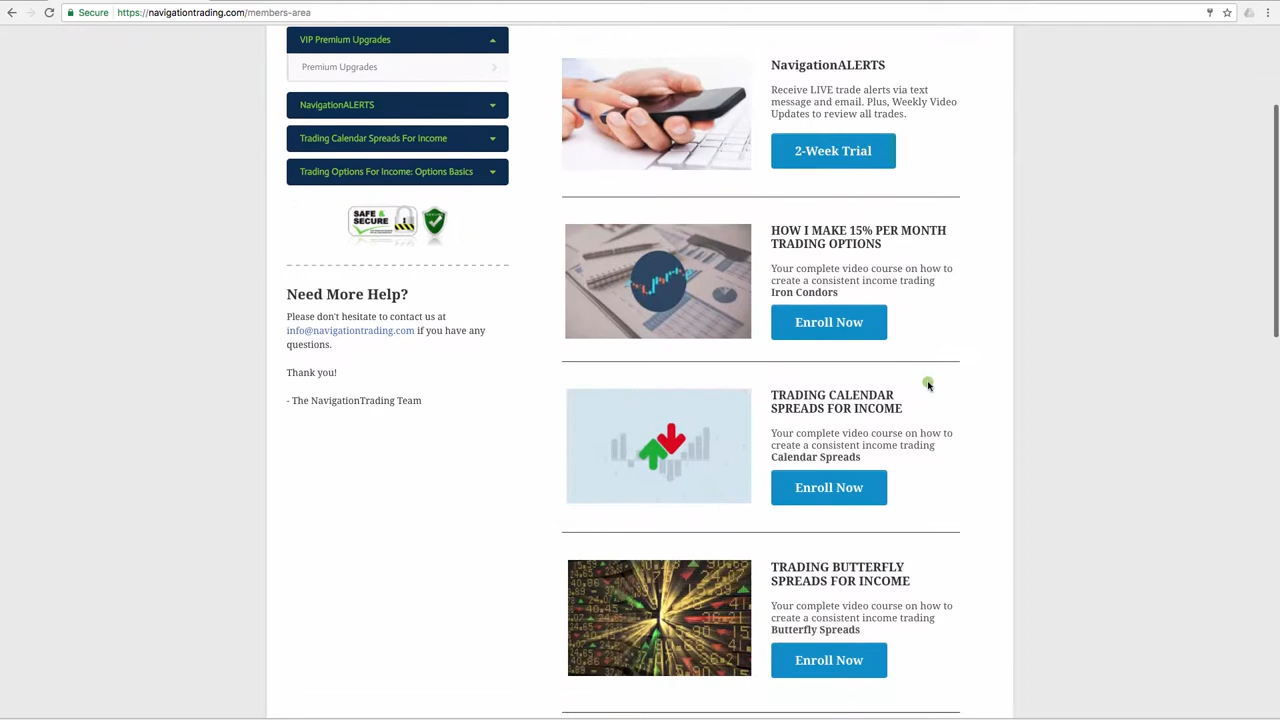 Secure
https://navigationtrading.com/members-area
VIP Premium Upgrades
Premium Upgrades
NavigationALERTS
Trading Calendar Spreads For Income
Trading Options For Income: Options Basics
SAFE &
SECURE
Need More Help?
Please don't hesitate to contact us at
info@navigationtrading.com if you have any
questions.
Thank you!
- The NavigationTrading Team
NavigationALERTS
Receive LIVE trade alerts via text
message and email. Plus, Weekly Video
Updates to review all trades.
2-Week Trial
HOW I MAKE 15% PER MONTH
TRADING OPTIONS
Your complete video course on how to
create a consistent income trading
Iron Condors
Enroll Now
TRADING CALENDAR
SPREADS FOR INCOME
Your complete video course on how to
create a consistent income trading
Calendar Spreads
Enroll Now
TRADING BUTTERFLY
SPREADS FOR INCOME
Your complete video course on how to
create a consistent income trading
Butterfly Spreads
Enroll Now